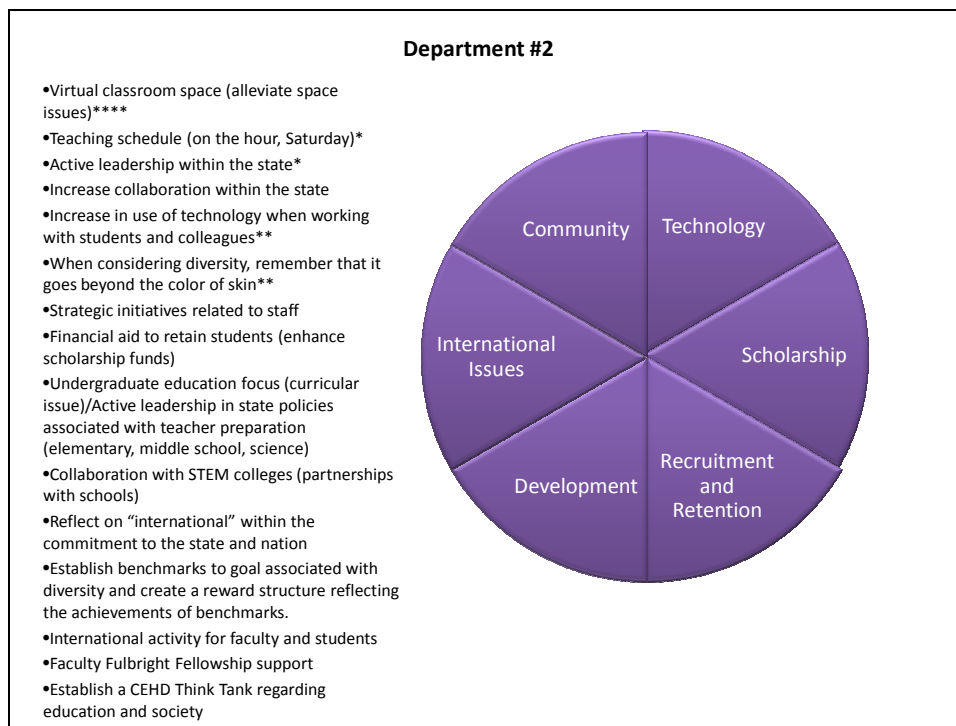 Department #2
•Virtual classroom space (alleviate space
issues)****
•Teaching schedule (on the hour, Saturday)*
•Active leadership within the state*
•Increase collaboration within the state
•Increase in use of technology when working
with students and colleagues**
•When considering diversity, remember that it
goes beyond the color of skin**
•Strategic initiatives related to staff
•Financial aid to retain students (enhance
scholarship funds)
•Undergraduate education focus (curricular
issue)/Active leadership in state policies
associated with teacher preparation
(elementary, middle school, science)
•Collaboration with STEM colleges (partnerships
with schools)
•Reflect on “international” within the
commitment to the state and nation
•Establish benchmarks to goal associated with
diversity and create a reward structure reflecting
the achievements of benchmarks.
•International activity for faculty and students
•Faculty Fulbright Fellowship support
•Establish a CEHD Think Tank regarding
education and society
Community
Technology
International
Issues
Scholarship
Development
Recruitment
and
Retention